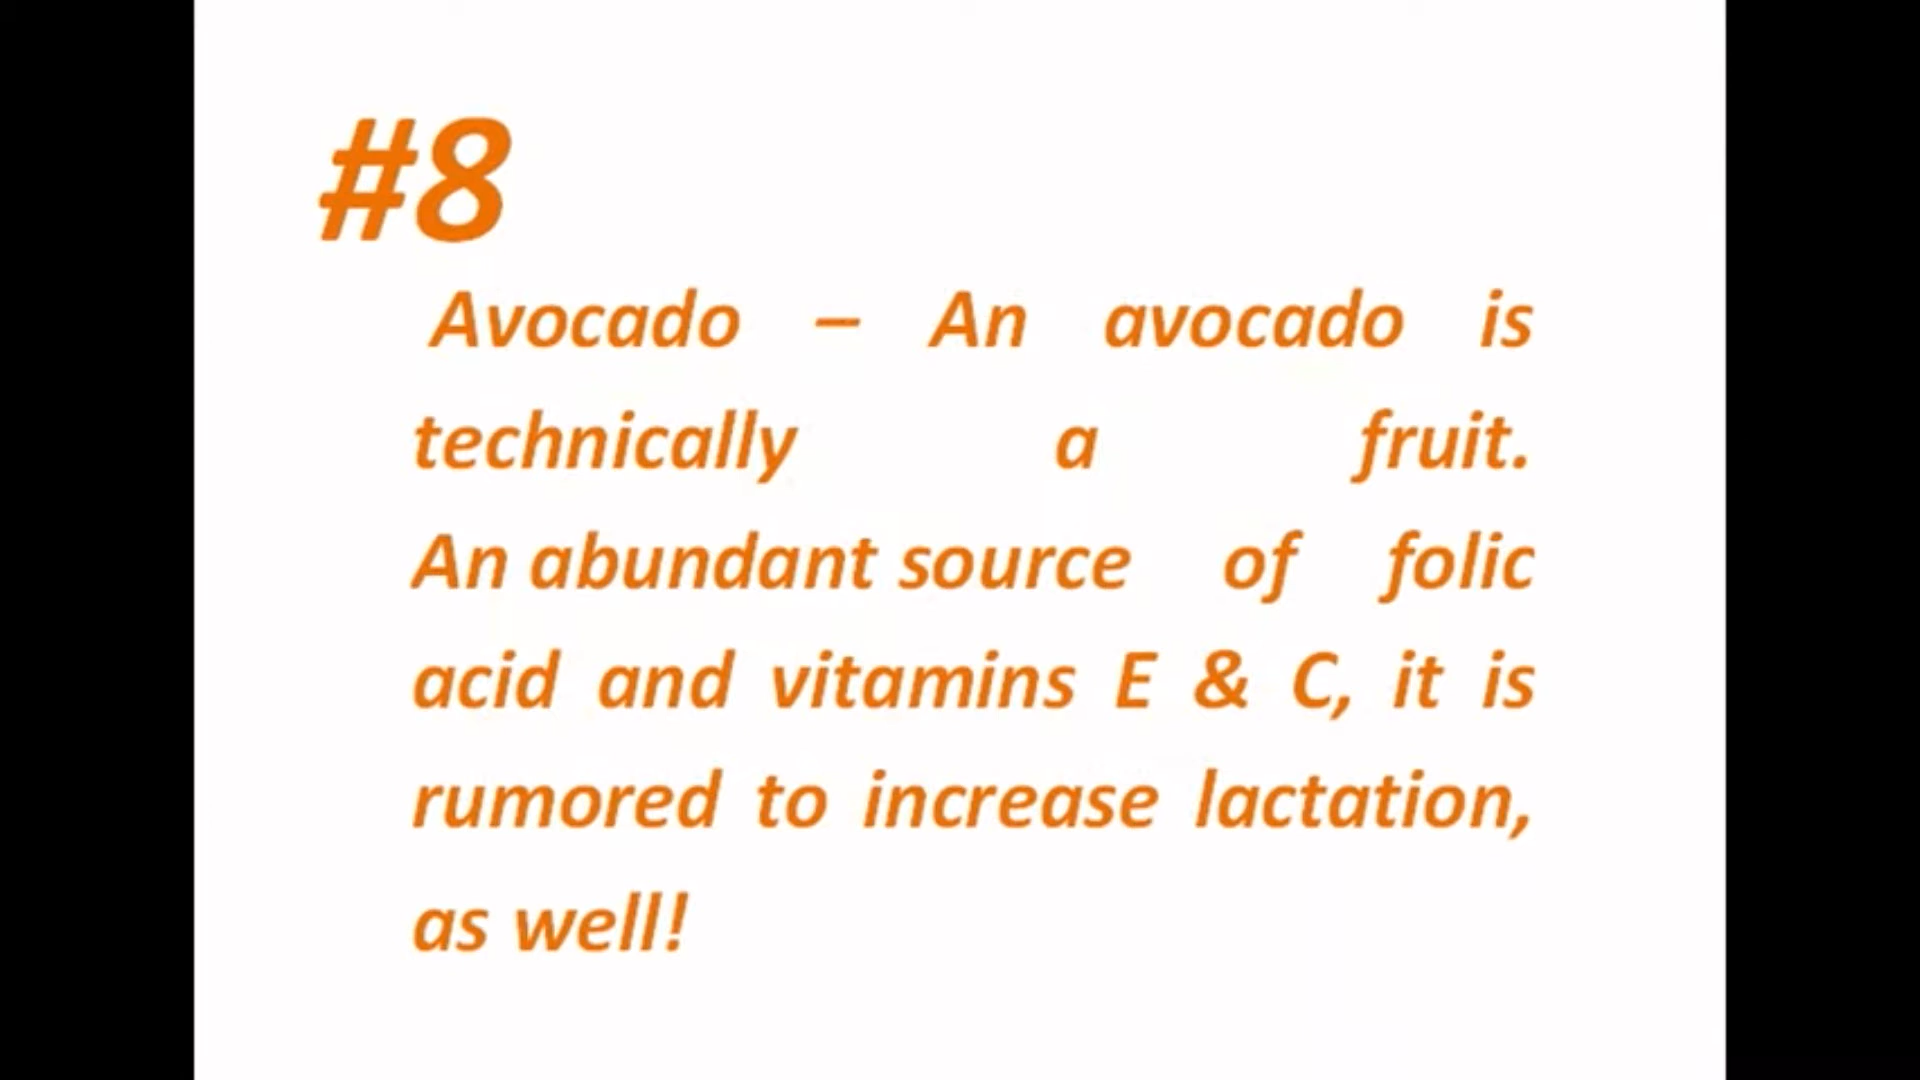 #8
Avocado – An avocado is
technically a fruit.
An abundant source of folic
acid and vitamins E & C, it is
rumored to increase lactation,
as well!